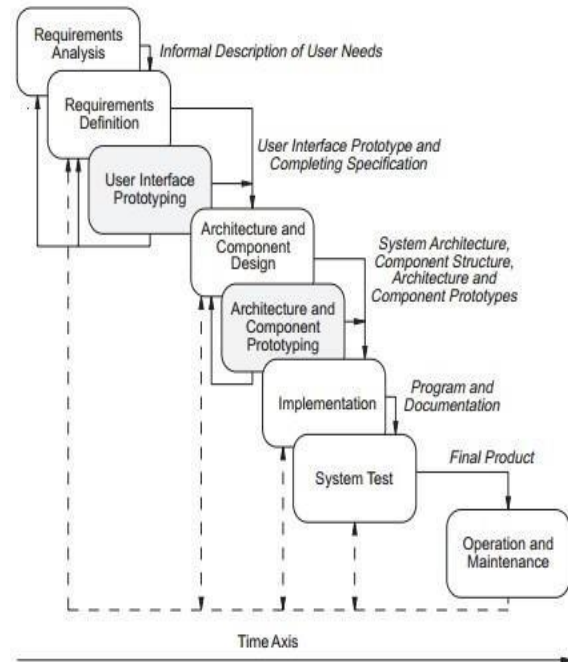 Requirements
Analysis
Informal Description of User Needs
Requirements
Definition
User Interface Prototype and
Completing Specification
User Interface
Prototyping
Architecture and
Component
Design
System Architecture,
Component Structure,
Architecture and
Component Prototypes
Architecture and
Component
Prototyping
Implementation
Program and
Documentation
System Test
Final Product
Operation and
Maintenance
Time Axis